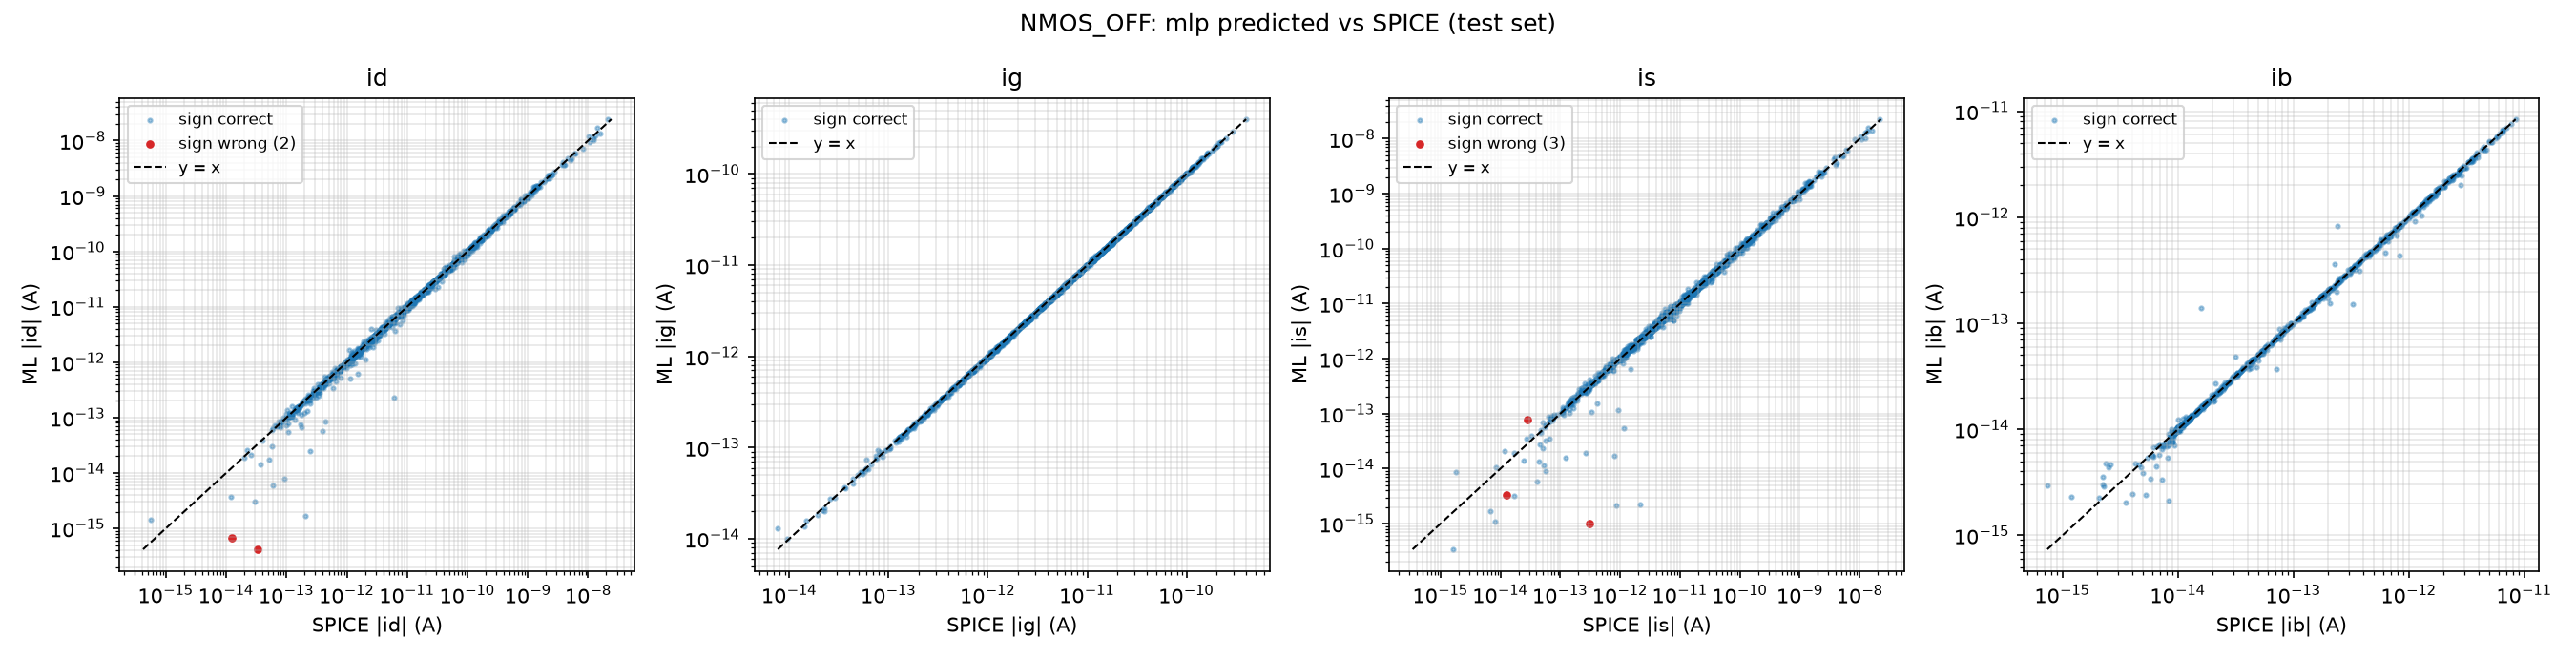 NMOS_OFF: mlp predicted vs SPICE (test set)
id
sign correct
sign wrong (2)
y = x
10⁻⁸
10⁻⁹
10⁻¹⁰
10⁻¹¹
10⁻¹²
10⁻¹³
10⁻¹⁴
10⁻¹⁵
ML |id| (A)
10⁻¹⁵ 10⁻¹⁴ 10⁻¹³ 10⁻¹² 10⁻¹¹ 10⁻¹⁰ 10⁻⁹ 10⁻⁸
SPICE |id| (A)
ig
sign correct
y = x
10⁻¹⁰
10⁻¹¹
10⁻¹²
10⁻¹³
10⁻¹⁴
ML |ig| (A)
10⁻¹⁴ 10⁻¹³ 10⁻¹² 10⁻¹¹ 10⁻¹⁰
SPICE |ig| (A)
is
sign correct
sign wrong (3)
y = x
10⁻⁸
10⁻⁹
10⁻¹⁰
10⁻¹¹
10⁻¹²
10⁻¹³
10⁻¹⁴
10⁻¹⁵
ML |is| (A)
10⁻¹⁵ 10⁻¹⁴ 10⁻¹³ 10⁻¹² 10⁻¹¹ 10⁻¹⁰ 10⁻⁹ 10⁻⁸
SPICE |is| (A)
ib
sign correct
y = x
10⁻¹¹
10⁻¹²
10⁻¹³
10⁻¹⁴
10⁻¹⁵
ML |ib| (A)
10⁻¹⁵ 10⁻¹⁴ 10⁻¹³ 10⁻¹² 10⁻¹¹
SPICE |ib| (A)